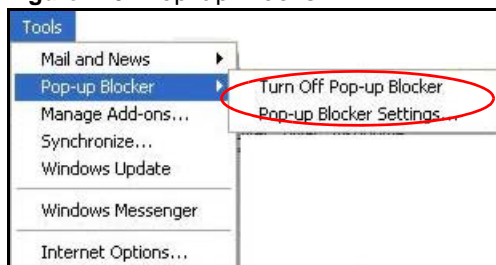 Tools
Mail and News
Pop-up Blocker
Turn Off Pop-up Blocker
Manage Add-ons...
Pop-up Blocker Settings...
Synchronize...
Windows Update
Windows Messenger
Internet Options...